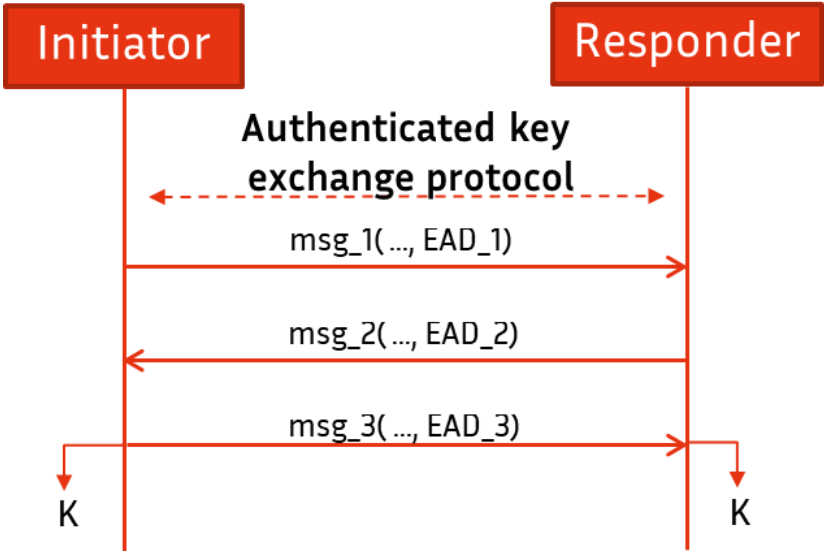 Initiator
Responder
Authenticated key
exchange protocol
msg_1( ..., EAD_1)
msg_2( ..., EAD_2)
msg_3( ..., EAD_3)
K
K